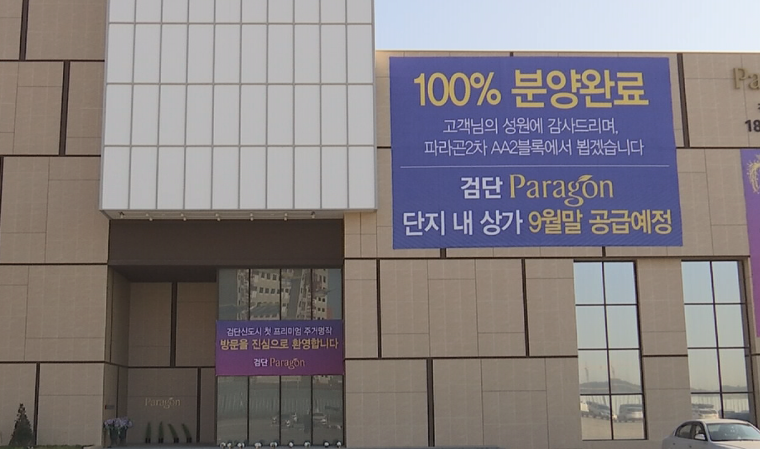 100% 분양완료
고객님의 성원에 감사드리며,
파라곤2차 AA2블록에서 뵙겠습니다
검단 Paragon
단지 내 상가 9월말 공급예정
Pa
18
검단신도시 첫 프리미엄 주거명작
방문을 진심으로 환영합니다
검단 Paragon
Paragon